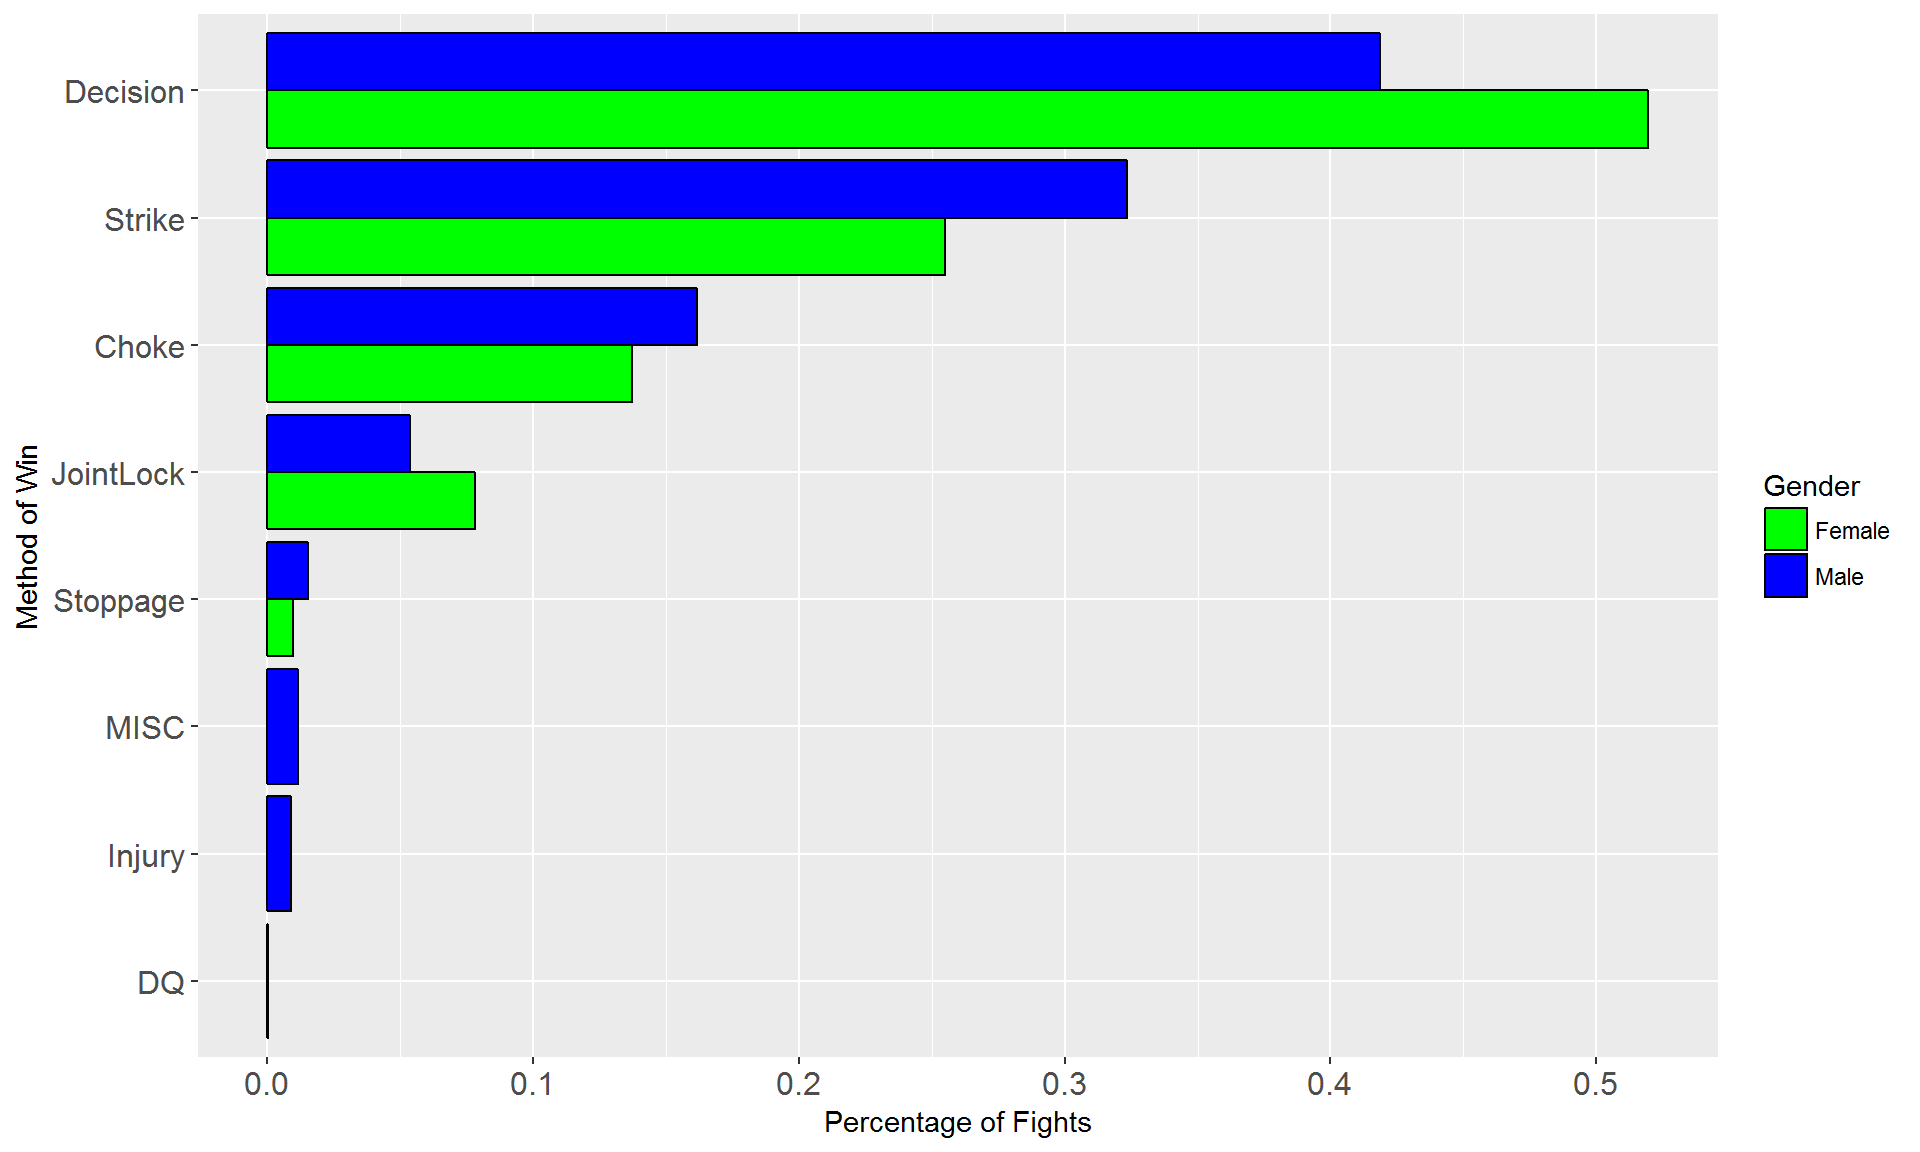 Decision
Strike
Choke
JointLock
Stoppage
MISC
Injury
DQ
Method of Win
0.0 0.1 0.2 0.3 0.4 0.5
Percentage of Fights
Gender
Female
Male